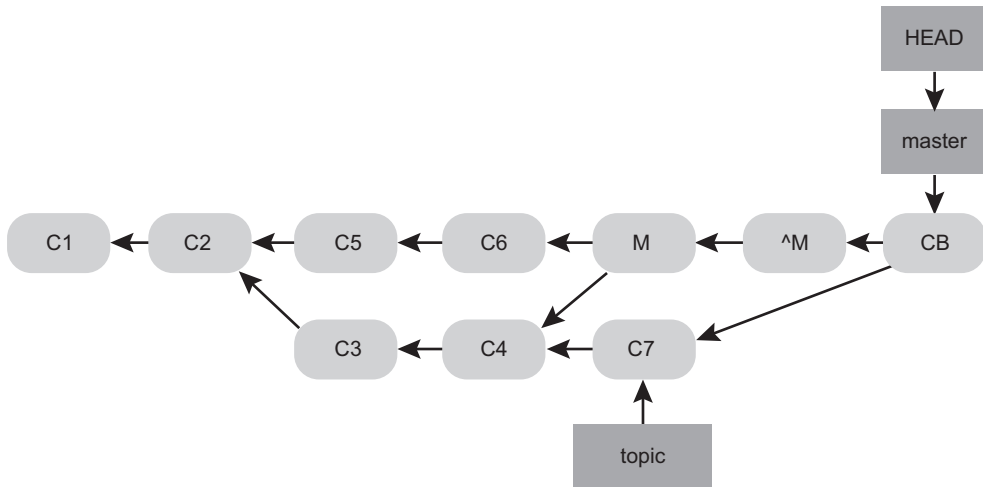 HEAD
master
C1 C2 C5 C6 M ^M CB
C3 C4 C7
topic